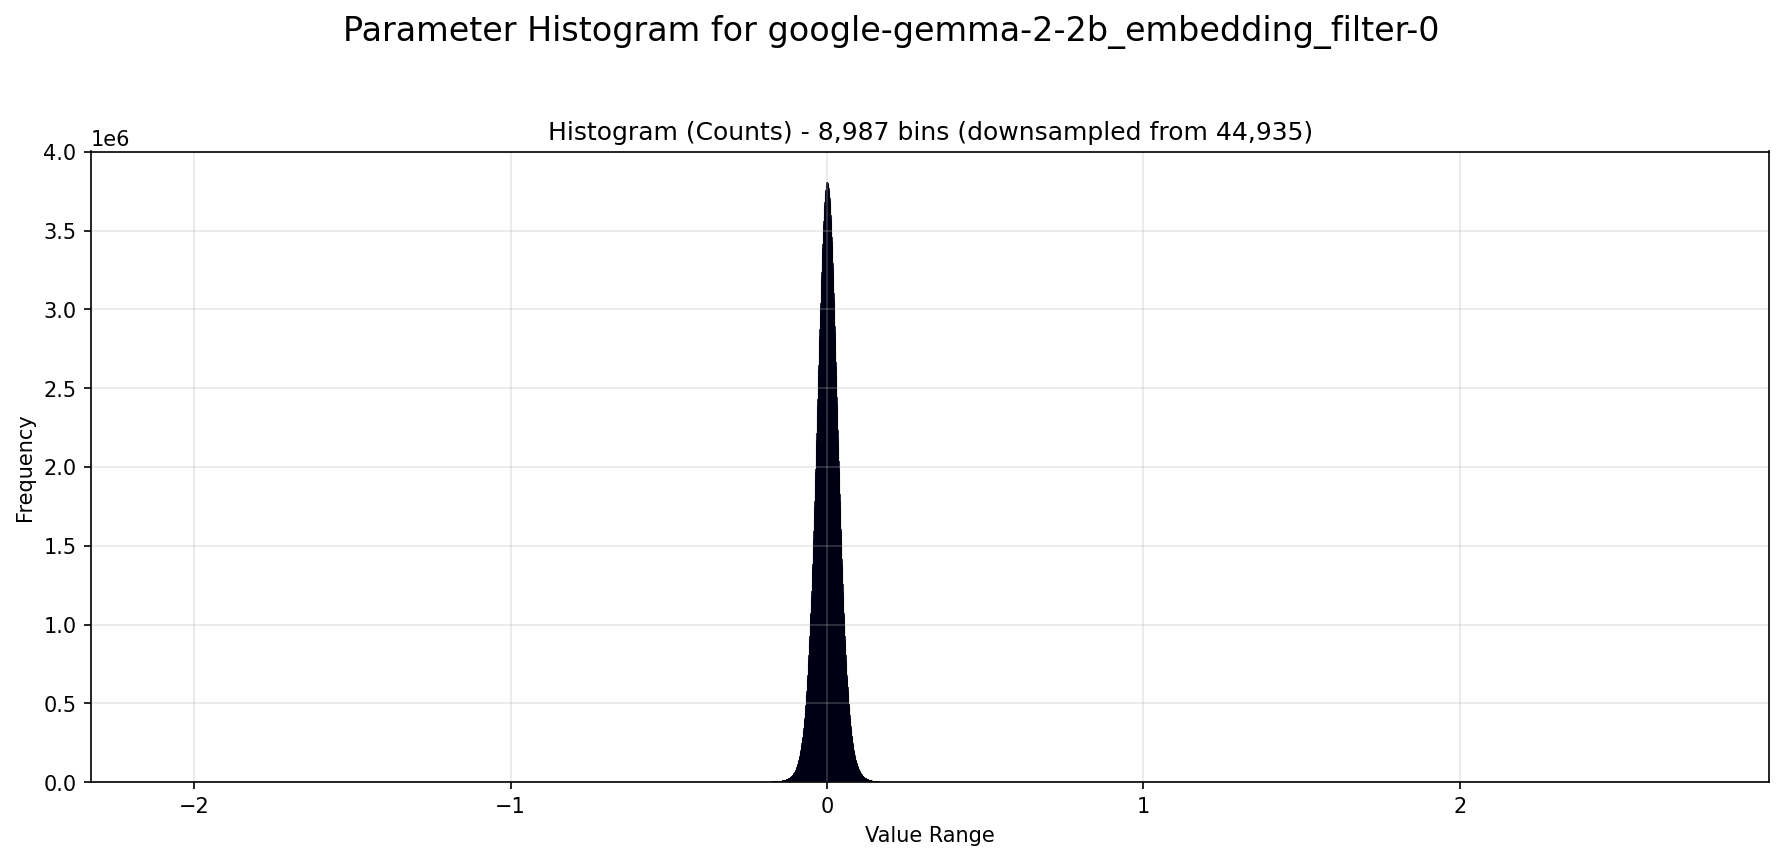 Parameter Histogram for google-gemma-2-2b_embedding_filter-0
Histogram (Counts) - 8,987 bins (downsampled from 44,935)
1e6
4.0
3.5
3.0
2.5
2.0
1.5
1.0
0.5
0.0
Frequency
−2 −1 0 1 2
Value Range